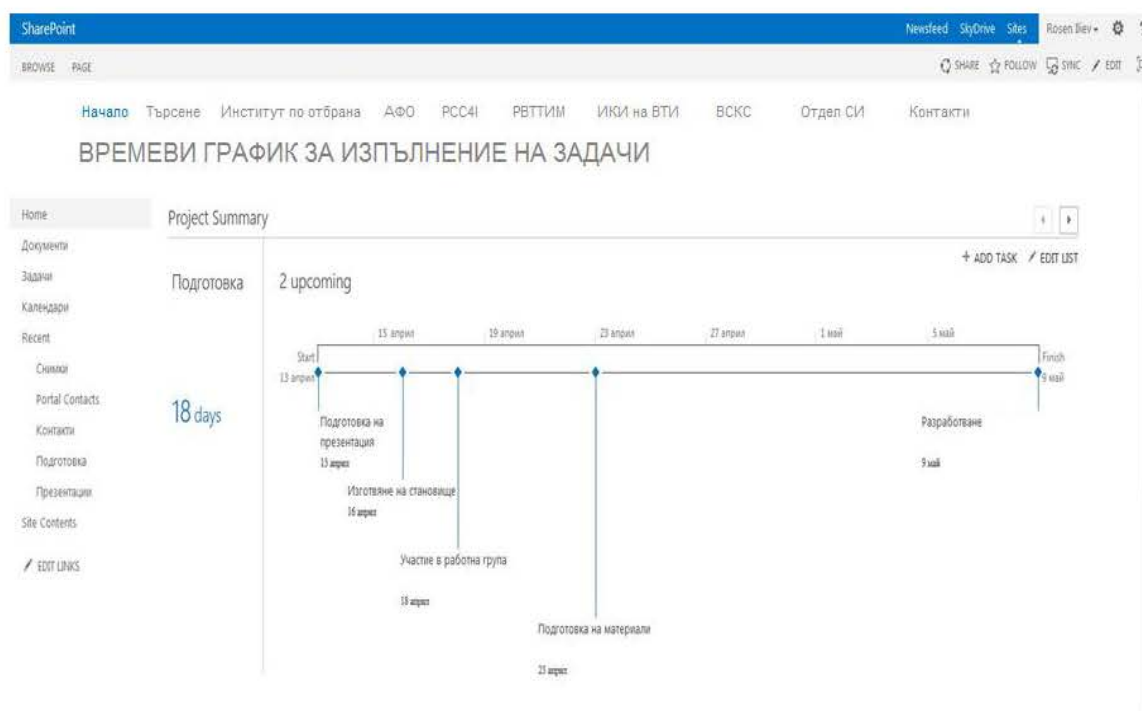 SharePoint
Newsfeed SkyDrive Sites Rosen Iliev
BROWSE PAGE
SHARE FOLLOW SYNC EDIT
Начало Търсене Институт по отбрана АФО РСС4I РВТТИМ ИКИ на ВТИ ВСКС Отдел СИ Контакти
ВРЕМЕВИ ГРАФИК ЗА ИЗПЪЛНЕНИЕ НА ЗАДАЧИ
Home
Документи
Задачи
Календари
Recent
Снимки
Portal Contacts
Контакти
Подготовка
Презентации
Site Contents
EDIT LINKS
Project Summary
+ ADD TASK EDIT LIST
Подготовка
18 days
2 upcoming
15 април 19 април 23 април 27 април 1 май 5 май
Start
13 април
Finish
9 май
Подготовка на
презентация
Разработване
9 май
Изготвяне на становище
16 април
Участие в работна група
18 април
Подготовка на материали
23 април